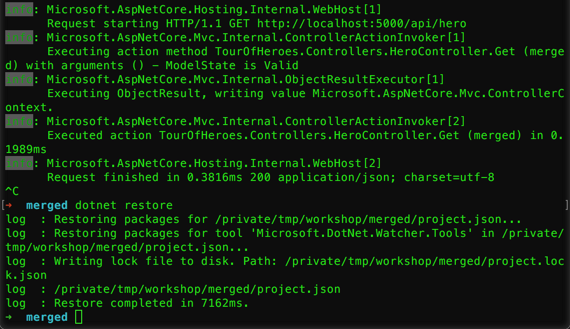 info: Microsoft.AspNetCore.Hosting.Internal.WebHost[1]
Request starting HTTP/1.1 GET http://localhost:5000/api/hero
info: Microsoft.AspNetCore.Mvc.Internal.ControllerActionInvoker[1]
Executing action method TourOfHeroes.Controllers.HeroController.Get (merge
d) with arguments () - ModelState is Valid
info: Microsoft.AspNetCore.Mvc.Internal.ObjectResultExecutor[1]
Executing ObjectResult, writing value Microsoft.AspNetCore.Mvc.ControllerC
ontext.
info: Microsoft.AspNetCore.Mvc.Internal.ControllerActionInvoker[2]
Executed action TourOfHeroes.Controllers.HeroController.Get (merged) in 0.
1989ms
info: Microsoft.AspNetCore.Hosting.Internal.WebHost[2]
Request finished in 0.3816ms 200 application/json; charset=utf-8
^C
[→ merged dotnet restore ]
log : Restoring packages for /private/tmp/workshop/merged/project.json...
log : Restoring packages for tool 'Microsoft.DotNet.Watcher.Tools' in /private/
tmp/workshop/merged/project.json...
log : Writing lock file to disk. Path: /private/tmp/workshop/merged/project.loc
k.json
log : /private/tmp/workshop/merged/project.json
log : Restore completed in 7162ms.
→ merged